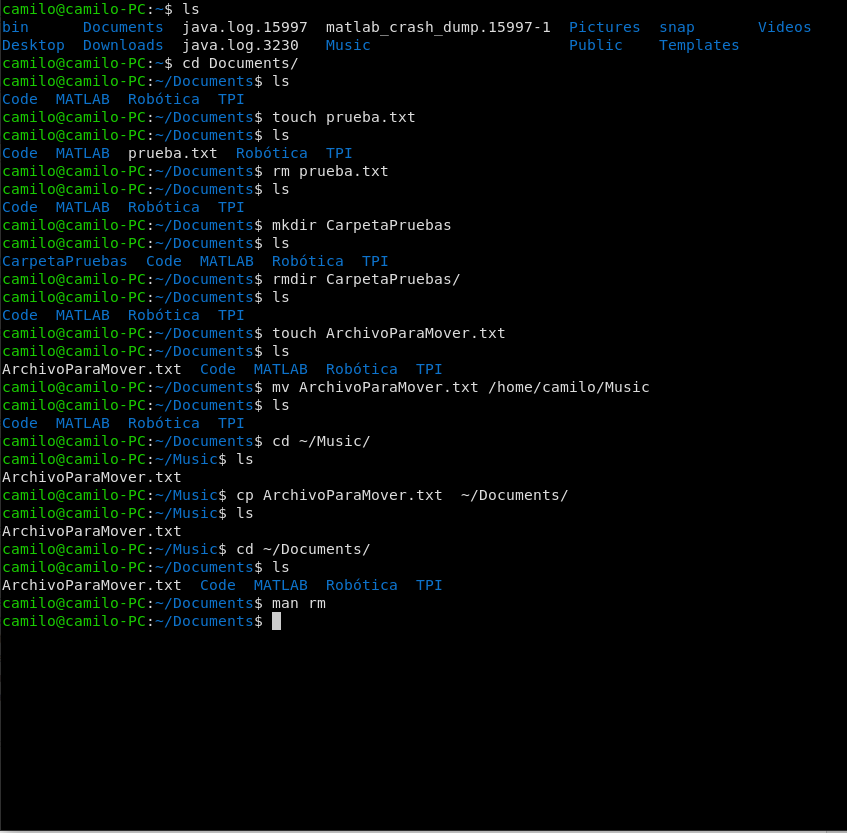 camilo@camilo-PC:~$ ls
bin      Documents  java.log.15997  matlab_crash_dump.15997-1  Pictures  snap       Videos
Desktop  Downloads  java.log.3230   Music                      Public    Templates
camilo@camilo-PC:~$ cd Documents/
camilo@camilo-PC:~/Documents$ ls
Code  MATLAB  Robótica  TPI
camilo@camilo-PC:~/Documents$ touch prueba.txt
camilo@camilo-PC:~/Documents$ ls
Code  MATLAB  prueba.txt  Robótica  TPI
camilo@camilo-PC:~/Documents$ rm prueba.txt
camilo@camilo-PC:~/Documents$ ls
Code  MATLAB  Robótica  TPI
camilo@camilo-PC:~/Documents$ mkdir CarpetaPruebas
camilo@camilo-PC:~/Documents$ ls
CarpetaPruebas  Code  MATLAB  Robótica  TPI
camilo@camilo-PC:~/Documents$ rmdir CarpetaPruebas/
camilo@camilo-PC:~/Documents$ ls
Code  MATLAB  Robótica  TPI
camilo@camilo-PC:~/Documents$ touch ArchivoParaMover.txt
camilo@camilo-PC:~/Documents$ ls
ArchivoParaMover.txt  Code  MATLAB  Robótica  TPI
camilo@camilo-PC:~/Documents$ mv ArchivoParaMover.txt /home/camilo/Music
camilo@camilo-PC:~/Documents$ ls
Code  MATLAB  Robótica  TPI
camilo@camilo-PC:~/Documents$ cd ~/Music/
camilo@camilo-PC:~/Music$ ls
ArchivoParaMover.txt
camilo@camilo-PC:~/Music$ cp ArchivoParaMover.txt  ~/Documents/
camilo@camilo-PC:~/Music$ ls
ArchivoParaMover.txt
camilo@camilo-PC:~/Music$ cd ~/Documents/
camilo@camilo-PC:~/Documents$ ls
ArchivoParaMover.txt  Code  MATLAB  Robótica  TPI
camilo@camilo-PC:~/Documents$ man rm
camilo@camilo-PC:~/Documents$